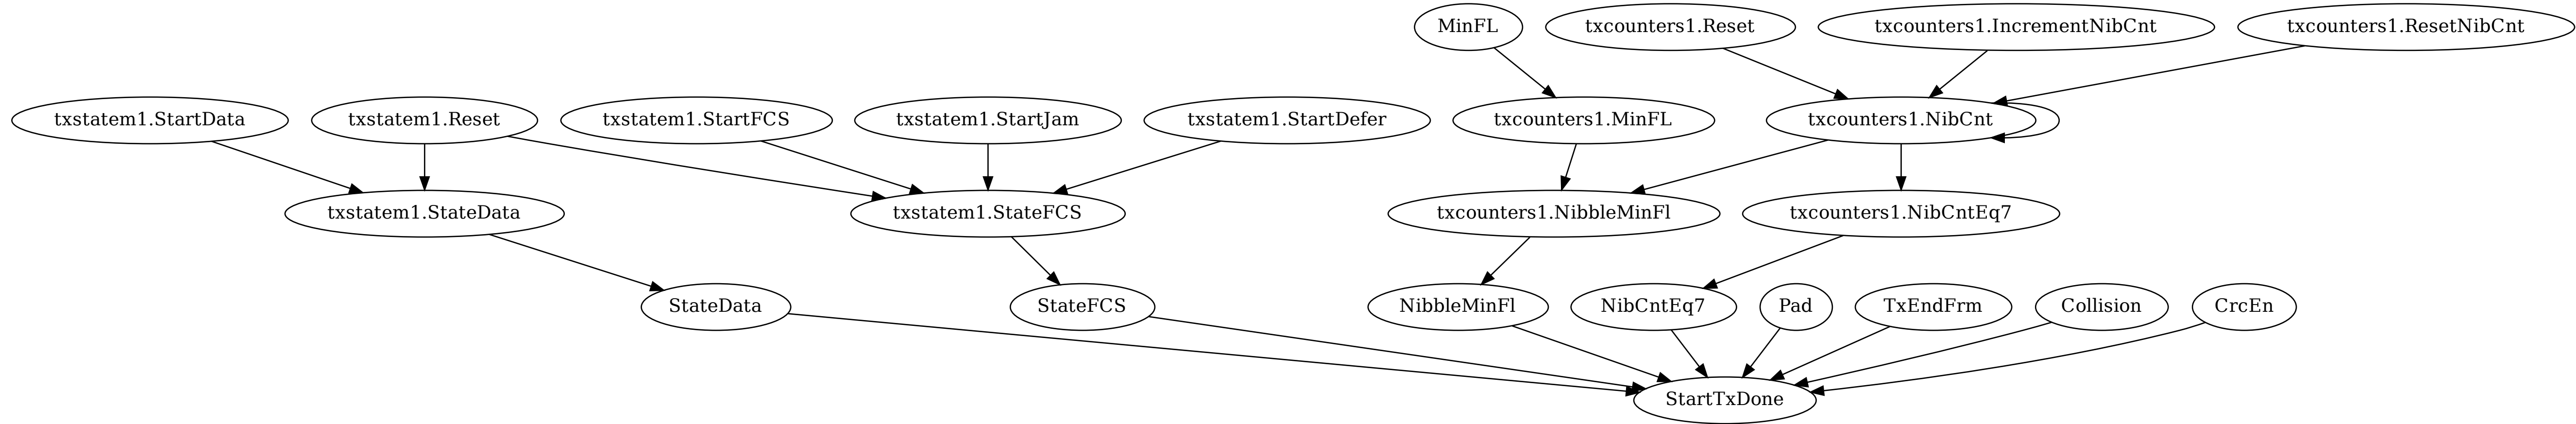 MinFL
txcounters1.Reset
txcounters1.IncrementNibCnt
txcounters1.ResetNibCnt
txstatem1.StartData
txstatem1.Reset
txstatem1.StartFCS
txstatem1.StartJam
txstatem1.StartDefer
txcounters1.MinFL
txcounters1.NibCnt
txstatem1.StateData
txstatem1.StateFCS
txcounters1.NibbleMinFl
txcounters1.NibCntEq7
StateData
StateFCS
NibbleMinFl
NibCntEq7
Pad
TxEndFrm
Collision
CrcEn
StartTxDone